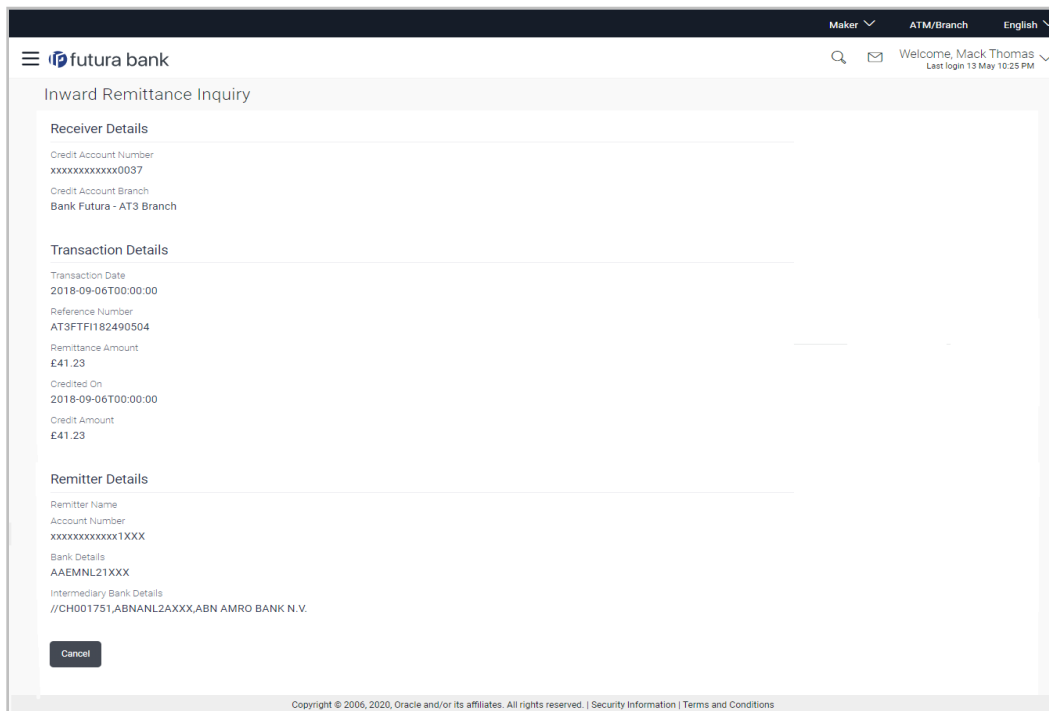 Maker ATM/Branch English
futura bank Welcome, Mack Thomas
Last login 13 May 10:25 PM
Inward Remittance Inquiry
Receiver Details
Credit Account Number
xxxxxxxxxxxx0037
Credit Account Branch
Bank Futura - AT3 Branch
Transaction Details
Transaction Date
2018-09-06T00:00:00
Reference Number
AT3FTFI182490504
Remittance Amount
£41.23
Credited On
2018-09-06T00:00:00
Credit Amount
£41.23
Remitter Details
Remitter Name
Account Number
xxxxxxxxxxxx1XXX
Bank Details
AAEMNL21XXX
Intermediary Bank Details
//CH001751,ABNANL2AXXX,ABN AMRO BANK N.V.
Cancel
Copyright © 2006, 2020, Oracle and/or its affiliates. All rights reserved. | Security Information | Terms and Conditions